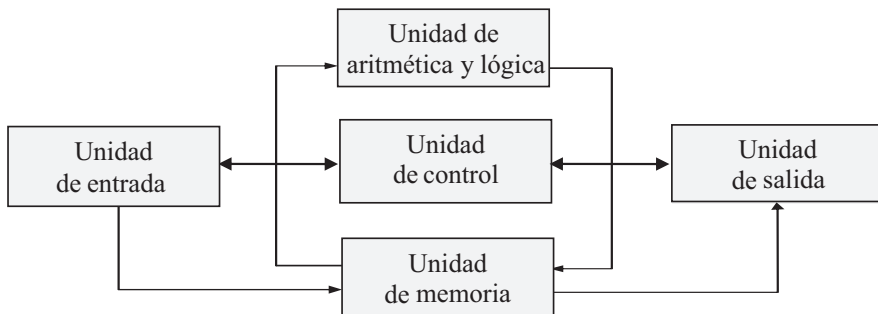 Unidad de
aritmética y lógica
Unidad
de entrada
Unidad
de control
Unidad
de salida
Unidad
de memoria